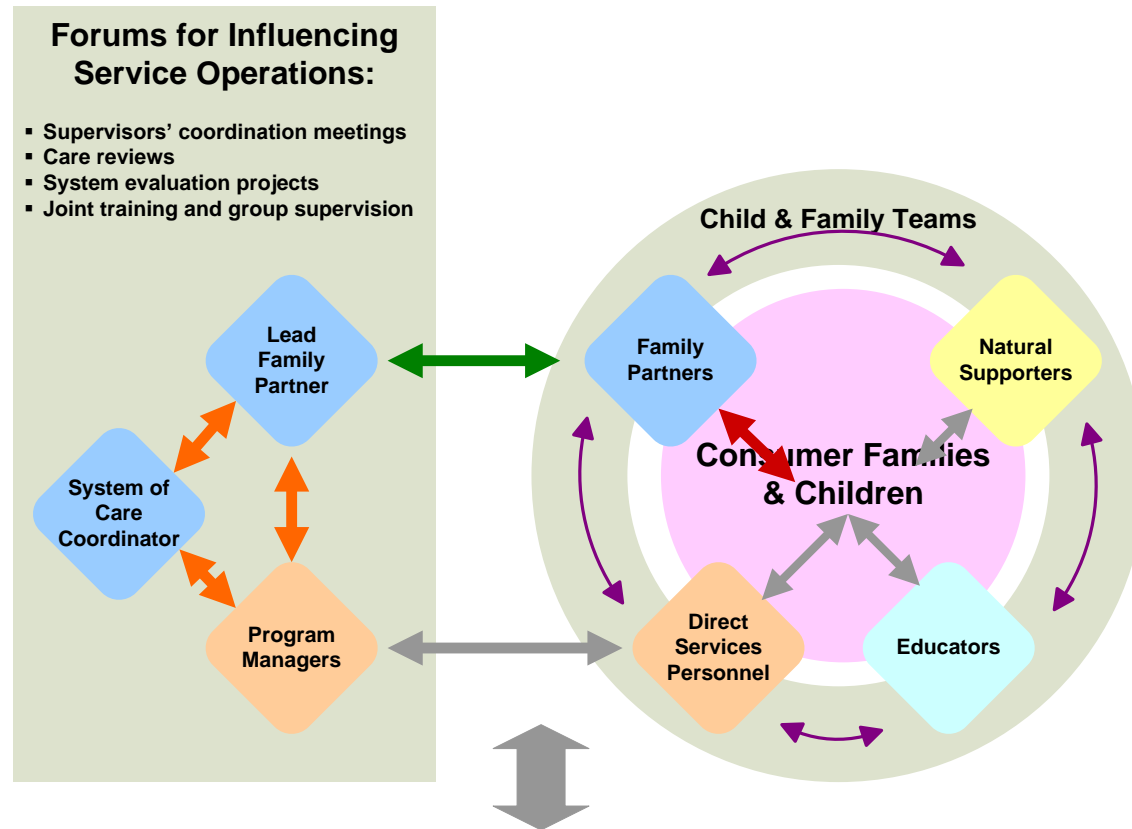 Forums for Influencing
Service Operations:
▪ Supervisors’ coordination meetings
▪ Care reviews
▪ System evaluation projects
▪ Joint training and group supervision
Lead
Family
Partner
System of
Care
Coordinator
Program
Managers
Child & Family Teams
Family
Partners
Natural
Supporters
Consumer Families
& Children
Direct
Services
Personnel
Educators